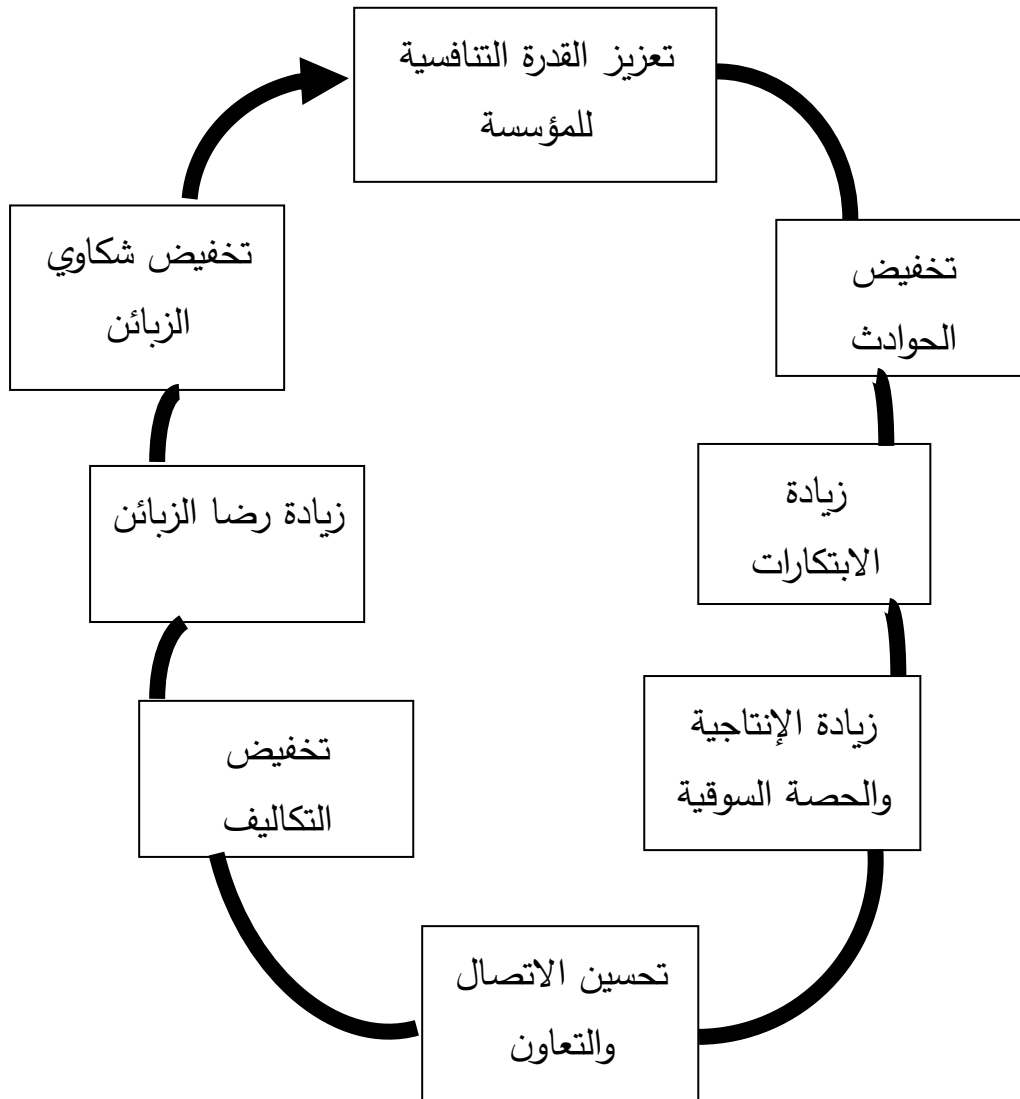 تعزيز القدرة التنافسية
للمؤسسة
تخفيض
الحوادث
زيادة
الابتكارات
زيادة الإنتاجية
والحصة السوقية
تحسين الاتصال
والتعاون
تخفيض
التكاليف
زيادة رضا الزبائن
تخفيض شكاوي
الزبائن